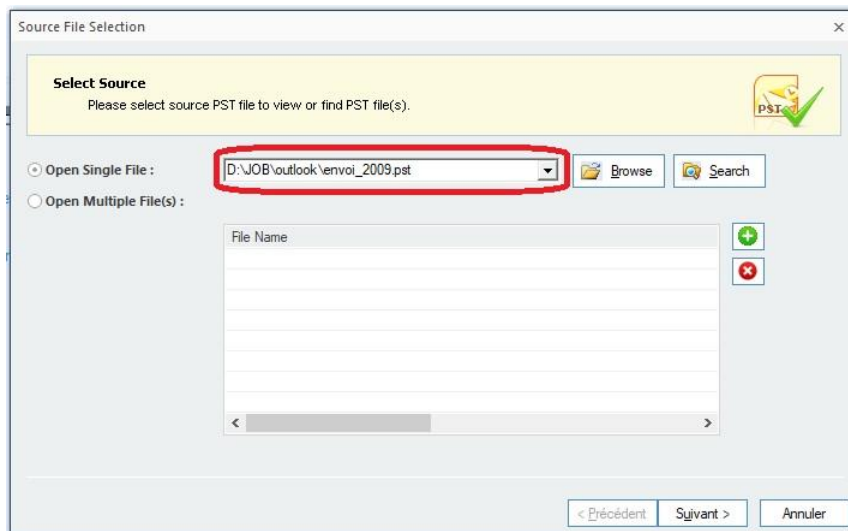 Source File Selection
Select Source
Please select source PST file to view or find PST file(s).
PST
Open Single File :
D:\JOB\outlook\envoi_2009.pst
Browse
Search
Open Multiple File(s) :
File Name
< Précédent
Suivant >
Annuler